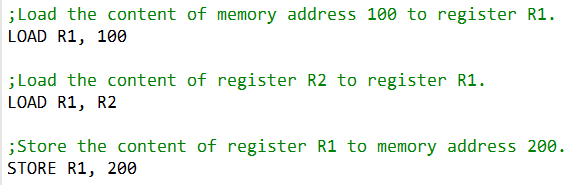 ;Load the content of memory address 100 to register R1.
LOAD R1, 100
;Load the content of register R2 to register R1.
LOAD R1, R2
;Store the content of register R1 to memory address 200.
STORE R1, 200